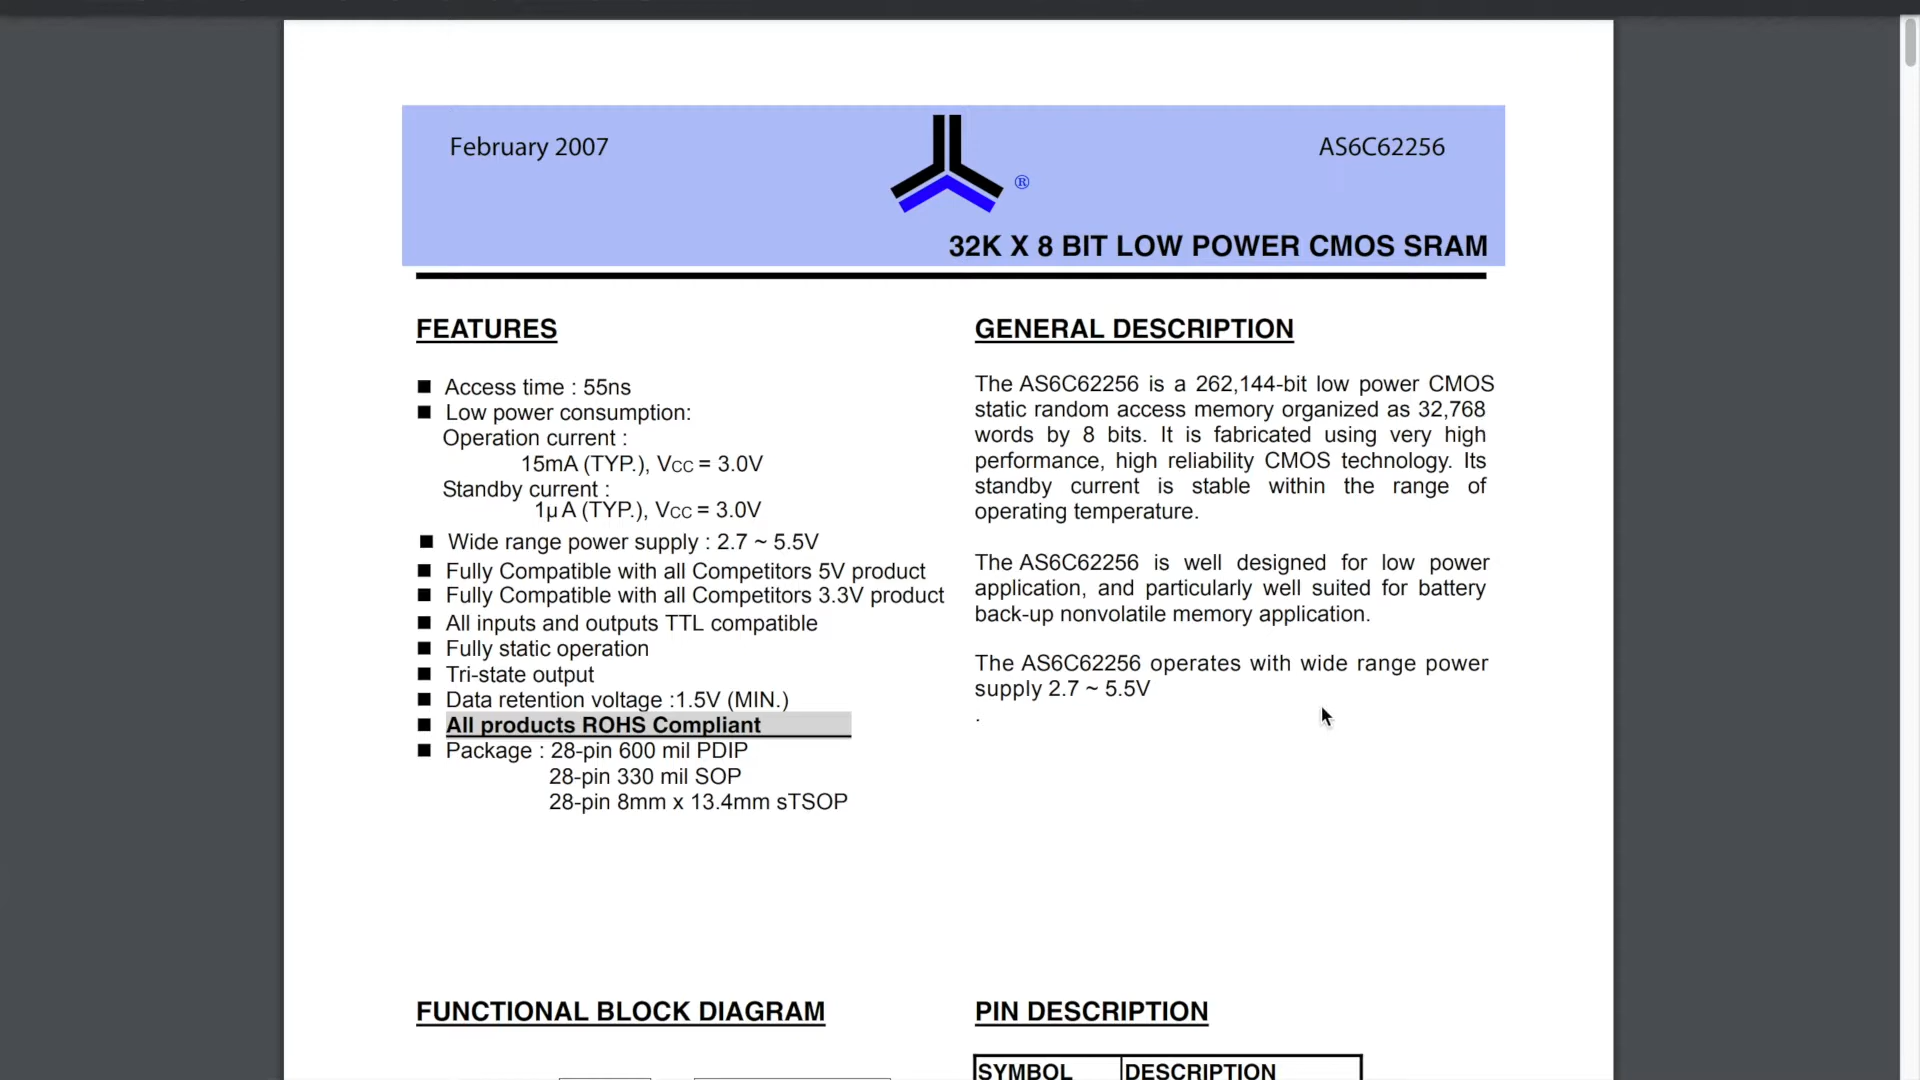 February 2007
AS6C62256
®
32K X 8 BIT LOW POWER CMOS SRAM
FEATURES
Access time : 55ns
Low power consumption:
Operation current :
15mA (TYP.), VCC = 3.0V
Standby current :
1µA (TYP.), VCC = 3.0V
Wide range power supply : 2.7 ~ 5.5V
Fully Compatible with all Competitors 5V product
Fully Compatible with all Competitors 3.3V product
All inputs and outputs TTL compatible
Fully static operation
Tri-state output
Data retention voltage :1.5V (MIN.)
All products ROHS Compliant
Package : 28-pin 600 mil PDIP
28-pin 330 mil SOP
28-pin 8mm x 13.4mm sTSOP
GENERAL DESCRIPTION
The AS6C62256 is a 262,144-bit low power CMOS
static random access memory organized as 32,768
words by 8 bits. It is fabricated using very high
performance, high reliability CMOS technology. Its
standby current is stable within the range of
operating temperature.
The AS6C62256 is well designed for low power
application, and particularly well suited for battery
back-up nonvolatile memory application.
The AS6C62256 operates with wide range power
supply 2.7 ~ 5.5V
.
FUNCTIONAL BLOCK DIAGRAM
PIN DESCRIPTION
SYMBOL DESCRIPTION